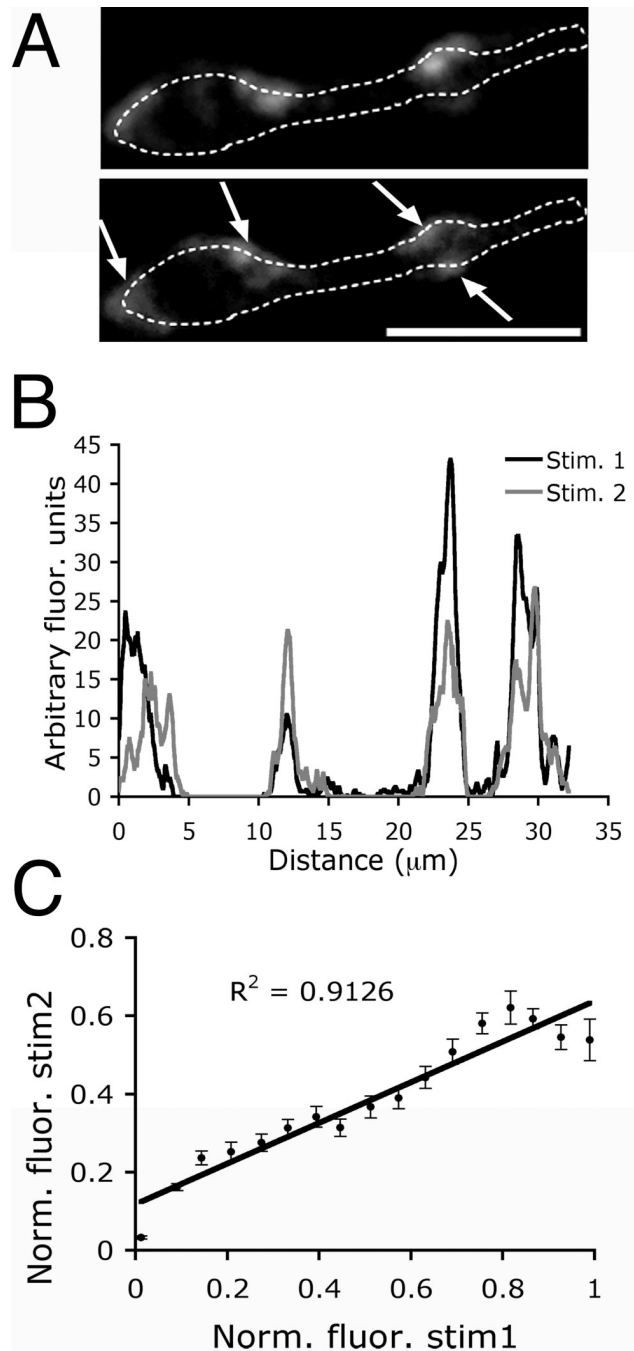 A
B
Arbitrary fluor. units
45
40
35
30
25
20
15
10
5
0
Stim. 1
Stim. 2
0 5 10 15 20 25 30 35
Distance (μm)
C
Norm. fluor. stim2
0.8
0.6
0.4
0.2
0
R² = 0.9126
0 0.2 0.4 0.6 0.8 1
Norm. fluor. stim1